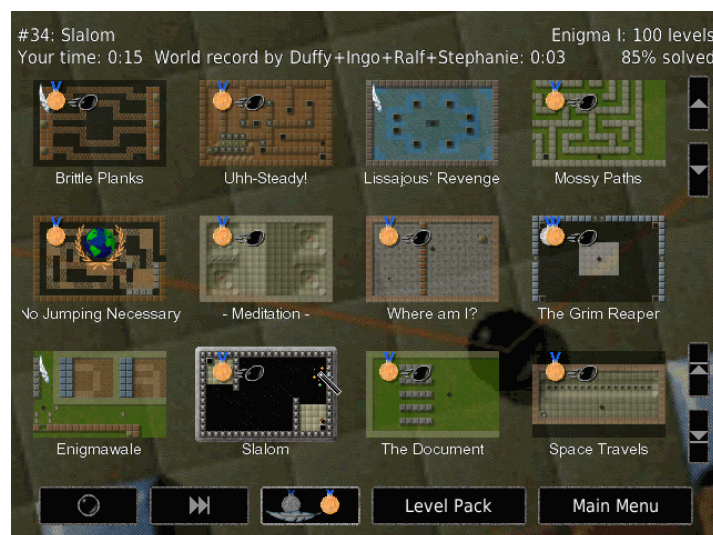 #34: Slalom Enigma I: 100 levels
Your time: 0:15 World record by Duffy+Ingo+Ralf+Stephanie: 0:03 85% solved
Brittle Planks Uhh-Steady! Lissajous' Revenge Mossy Paths
No Jumping Necessary - Meditation - Where am I? The Grim Reaper
Enigmawale Slalom The Document Space Travels
Level Pack Main Menu